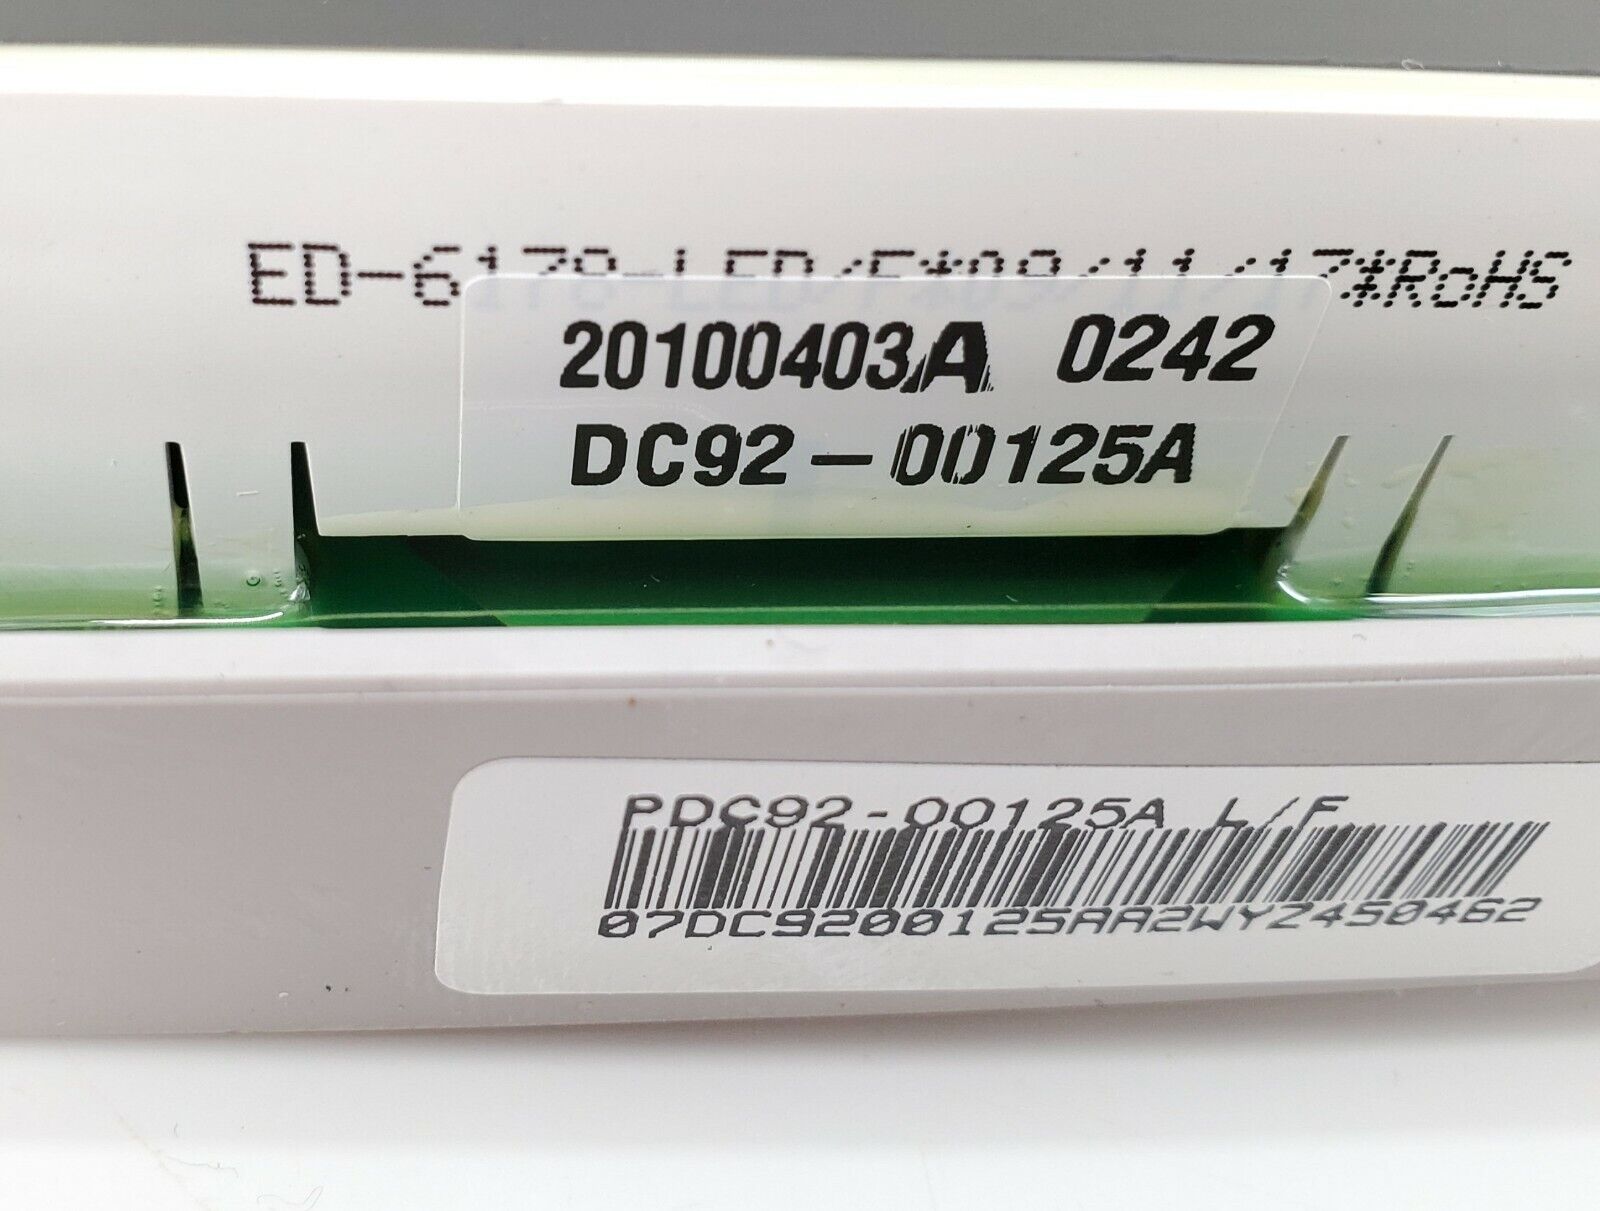 ED-6178-LED/F*09/11/17*RoHS
20100403A 0242
DC92-00125A
PDC92-00125A L/F
07DC9200125AA2WYZ450462